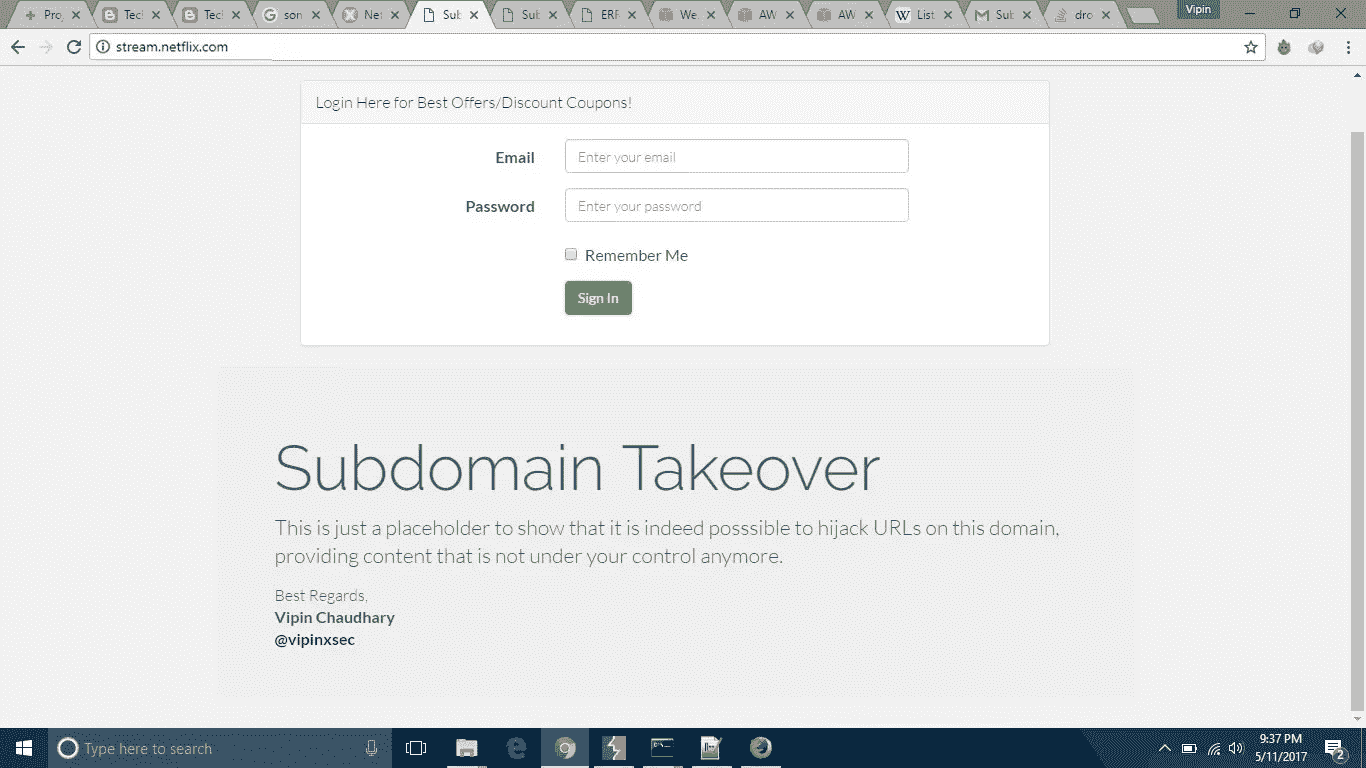 Proj
Tech
Tech
son
Net
Sub
Sub
ERF
We
AW
AW
List
Sub
dro
Vipin
stream.netflix.com
Login Here for Best Offers/Discount Coupons!
Email
Enter your email
Password
Enter your password
Remember Me
Sign In
Subdomain Takeover
This is just a placeholder to show that it is indeed posssible to hijack URLs on this domain,
providing content that is not under your control anymore.
Best Regards,
Vipin Chaudhary
@vipinxsec
Type here to search
9:37 PM
5/11/2017
2